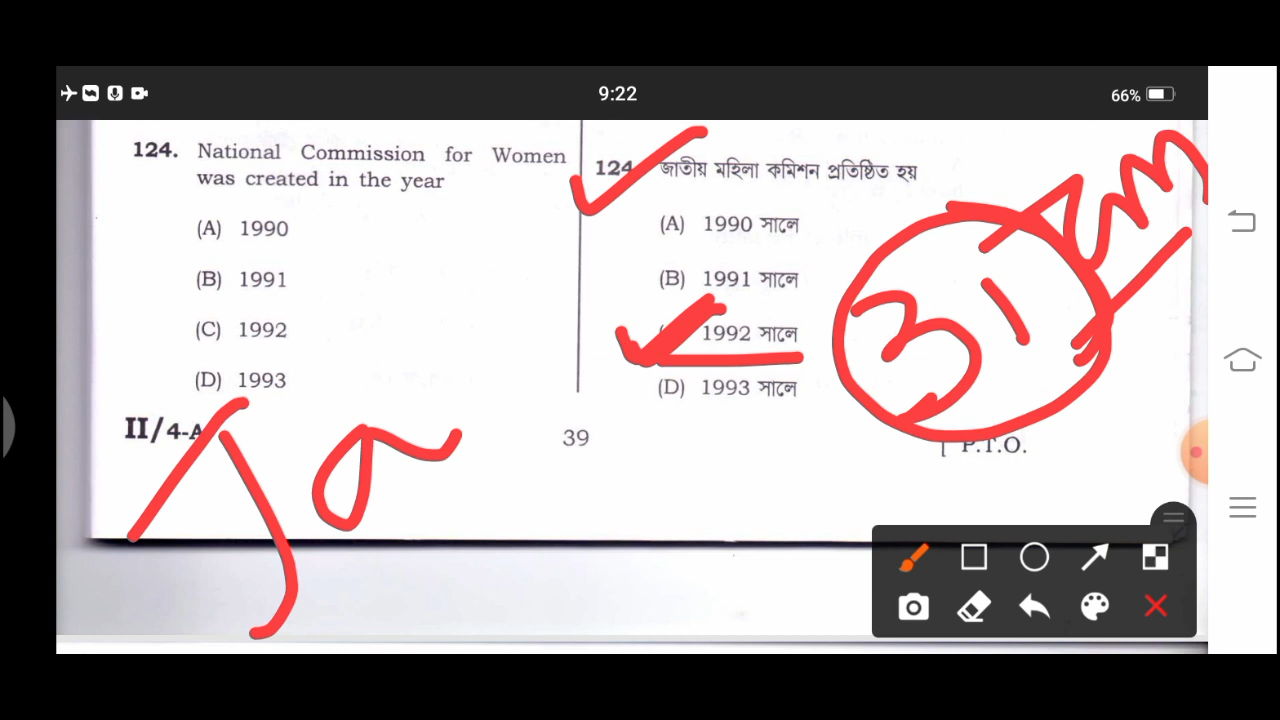 9:22
66%
124. National Commission for Women
was created in the year
(A) 1990
(B) 1991
(C) 1992
(D) 1993
124 জাতীয় মহিলা কমিশন প্রতিষ্ঠিত হয়
(A) 1990 সালে
(B) 1991 সালে
1992 সালে
(D) 1993 সালে
31
Ja
II/4-A
39
[ P.T.O.